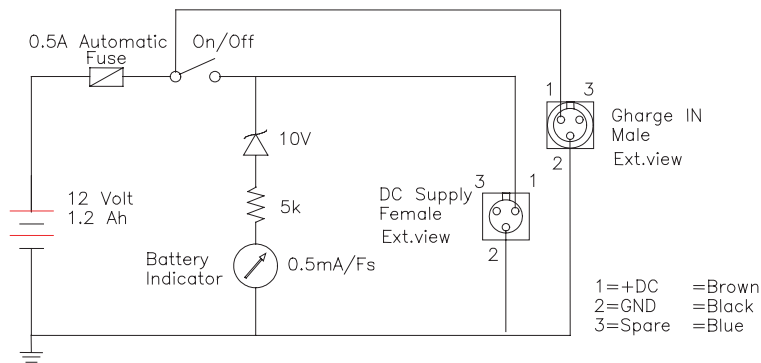 0.5A Automatic
Fuse
On/Off
1 3
Gharge IN
Male
Ext.view
2
10V
5k
12 Volt
1.2 Ah
DC Supply
Female
Ext.view
3 1
2
Battery
Indicator
0.5mA/Fs
1=+DC =Brown
2=GND =Black
3=Spare =Blue